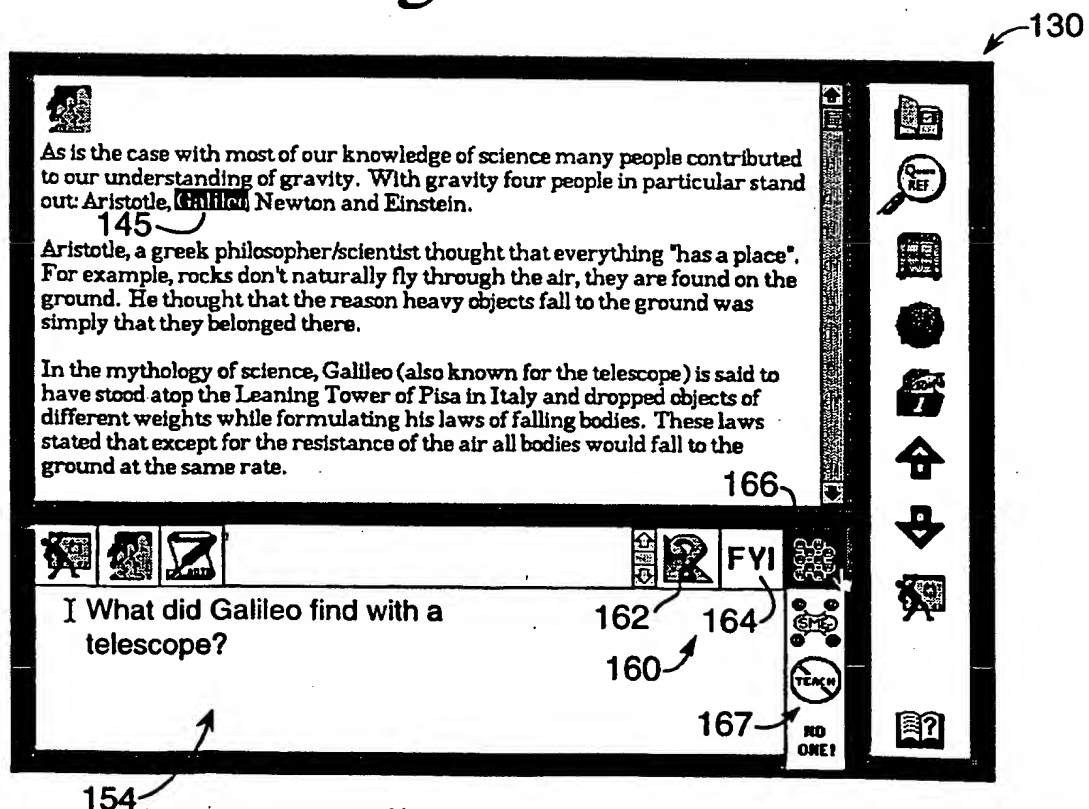 130
As is the case with most of our knowledge of science many people contributed
to our understanding of gravity. With gravity four people in particular stand
out: Aristotle, Galileo, Newton and Einstein.
145
Aristotle, a greek philosopher/scientist thought that everything "has a place".
For example, rocks don't naturally fly through the air, they are found on the
ground. He thought that the reason heavy objects fall to the ground was
simply that they belonged there.
In the mythology of science, Galileo (also known for the telescope) is said to
have stood atop the Leaning Tower of Pisa in Italy and dropped objects of
different weights while formulating his laws of falling bodies. These laws
stated that except for the resistance of the air all bodies would fall to the
ground at the same rate.
REF
166
NOTE
FYI
What did Galileo find with a
telescope?
162
164
160
SME
TEACH
167
NO
ONE!
?
154